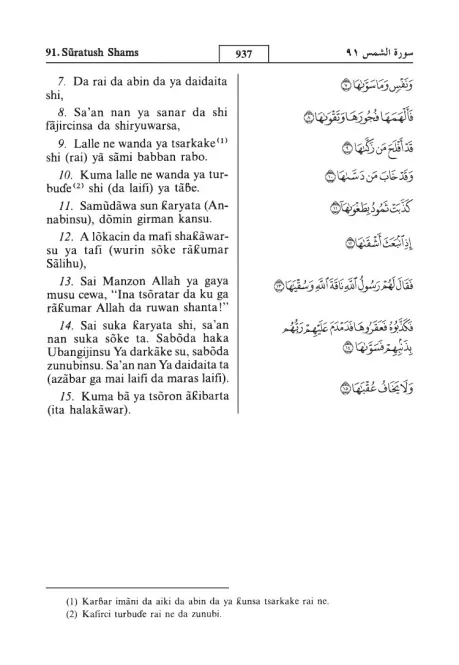 91. Sūratush Shams
937
سورة الشمس ٩١
7. Da rai da abin da ya daidaita
shi,
8. Sa'an nan ya sanar da shi
fājircinsa da shiryuwarsa,
9. Lalle ne wanda ya tsarkake⁽¹⁾
shi (rai) yā sāmi babban rabo.
10. Kuma lalle ne wanda ya tur-
buɗe⁽²⁾ shi (da laifi) ya tāɓe.
11. Samūdāwa sun ƙaryata (An-
nabinsu), dōmin girman kansu.
12. A lōkacin da mafi shaƙāwar-
su ya tafi (wurin sōke rāƙumar
Sālihu),
13. Sai Manzon Allah ya gaya
musu cewa, “Ina tsōratar da ku ga
rāƙumar Allah da ruwan shanta!”
14. Sai suka ƙaryata shi, sa'an
nan suka sōke ta. Sabōda haka
Ubangijinsu Ya darkāke su, sabōda
zunubinsu. Sa'an nan Ya daidaita ta
(azābar ga mai laifi da maras laifi).
15. Kuma bā ya tsōron āƙibarta
(ita halakāwar).
وَنَفْسٍ وَمَا سَوَّىٰهَا ٧
فَأَلْهَمَهَا فُجُورَهَا وَتَقْوَىٰهَا ٨
قَدْ أَفْلَحَ مَن زَكَّىٰهَا ٩
وَقَدْ خَابَ مَن دَسَّىٰهَا ١٠
كَذَّبَتْ ثَمُودُ بِطَغْوَىٰهَا ١١
إِذِ ٱنۢبَعَثَ أَشْقَىٰهَا ١٢
فَقَالَ لَهُمْ رَسُولُ ٱللَّهِ نَاقَةَ ٱللَّهِ وَسُقْيَٰهَا ١٣
فَكَذَّبُوهُ فَعَقَرُوهَا فَدَمْدَمَ عَلَيْهِمْ رَبُّهُم
بِذَنۢبِهِمْ فَسَوَّىٰهَا ١٤
وَلَا يَخَافُ عُقْبَٰهَا ١٥
(1) Karɓar imāni da aiki da abin da ya ƙunsa tsarkake rai ne.
(2) Kafirci turbuɗe rai ne da zunubi.